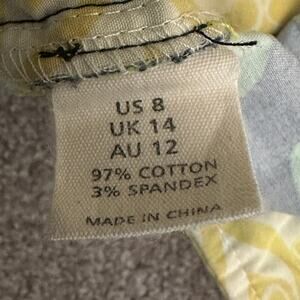 US 8
UK 14
AU 12
97% COTTON
3% SPANDEX
MADE IN CHINA